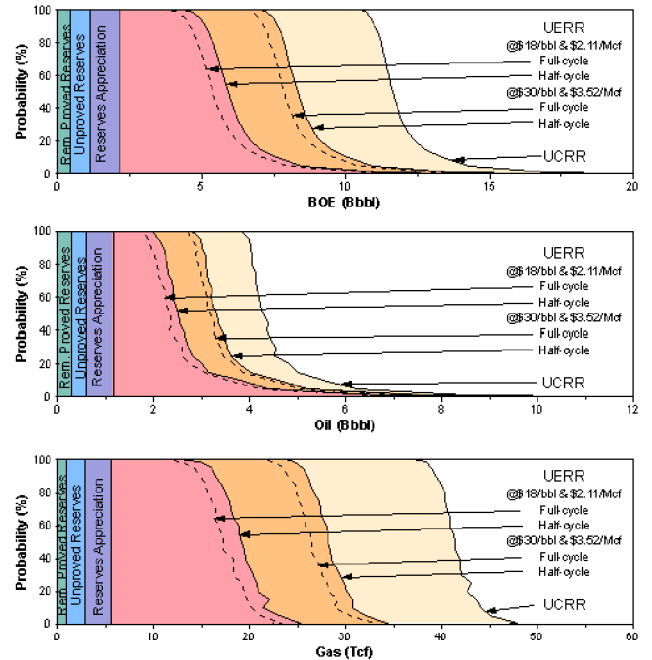 100
80
60
40
20
0
Probability (%)
Rem. Proved Reserves
Unproved Reserves
Reserves Appreciation
UERR
@$18/bbl & $2.11/Mcf
Full-cycle
Half-cycle
@$30/bbl & $3.52/Mcf
Full-cycle
Half-cycle
UCRR
0 5 10 15 20
BOE (Bbbl)
100
80
60
40
20
0
Probability (%)
Rem. Proved Reserves
Unproved Reserves
Reserves Appreciation
UERR
@$18/bbl & $2.11/Mcf
Full-cycle
Half-cycle
@$30/bbl & $3.52/Mcf
Full-cycle
Half-cycle
UCRR
0 2 4 6 8 10 12
Oil (Bbbl)
100
80
60
40
20
0
Probability (%)
Rem. Proved Reserves
Unproved Reserves
Reserves Appreciation
UERR
@$18/bbl & $2.11/Mcf
Full-cycle
Half-cycle
@$30/bbl & $3.52/Mcf
Full-cycle
Half-cycle
UCRR
0 10 20 30 40 50 60
Gas (Tcf)